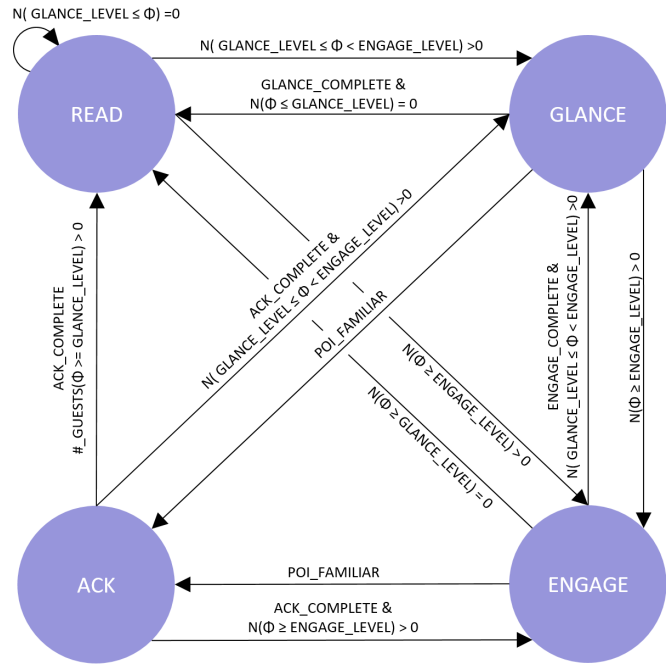 N( GLANCE_LEVEL ≤ Φ) =0
N( GLANCE_LEVEL ≤ Φ < ENGAGE_LEVEL) >0
READ
GLANCE_COMPLETE &
N(Φ ≤ GLANCE_LEVEL) = 0
GLANCE
ACK_COMPLETE
#_GUESTS(Φ >= GLANCE_LEVEL) > 0
ACK_COMPLETE &
N( GLANCE_LEVEL ≤ Φ < ENGAGE_LEVEL) >0
POI_FAMILIAR
N(Φ ≥ ENGAGE_LEVEL) > 0
N(Φ ≥ GLANCE_LEVEL) = 0
ENGAGE_COMPLETE &
N( GLANCE_LEVEL ≤ Φ < ENGAGE_LEVEL) >0
N(Φ ≥ ENGAGE_LEVEL) > 0
ACK
POI_FAMILIAR
ACK_COMPLETE &
N(Φ ≥ ENGAGE_LEVEL) > 0
ENGAGE